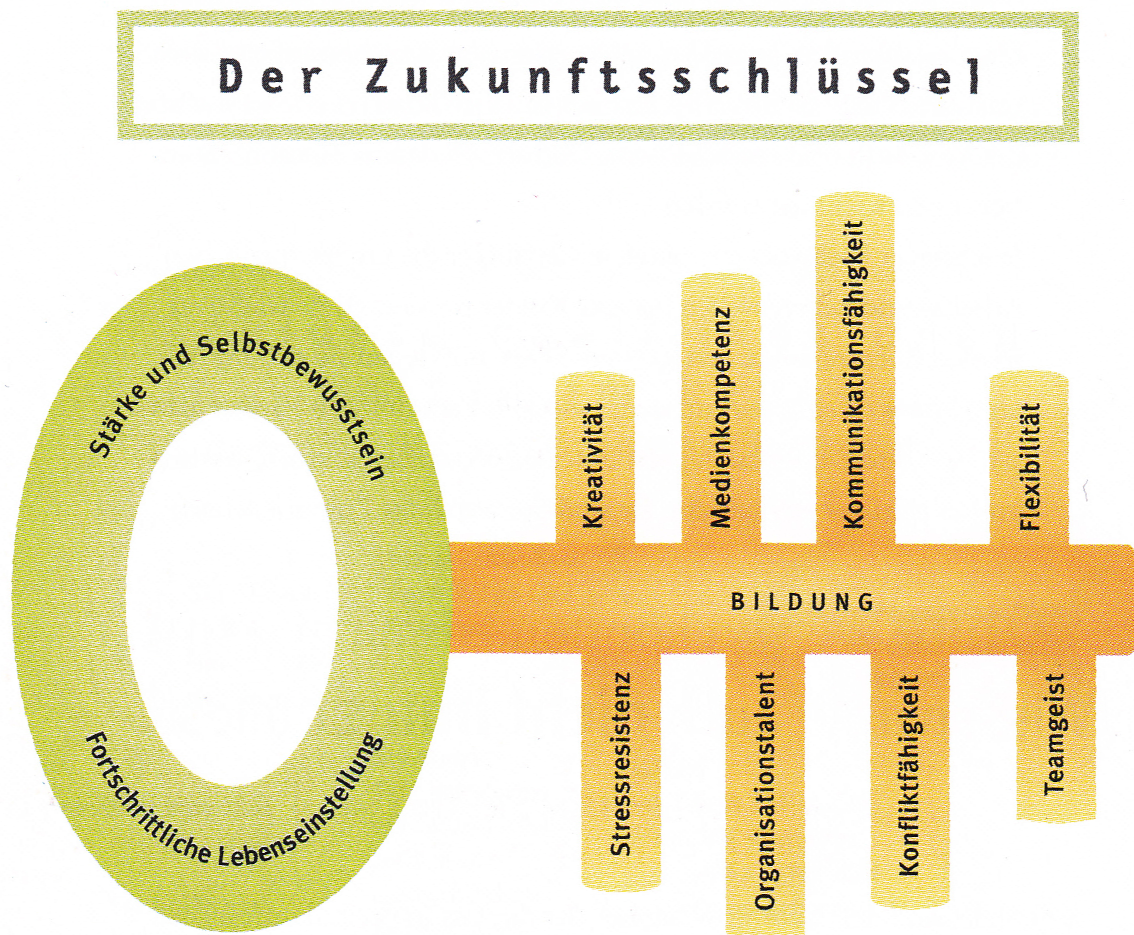 Der Zukunftsschlüssel
Stärke und Selbstbewusstsein
Fortschrittliche Lebenseinstellung
Kreativität
Medienkompetenz
Kommunikationsfähigkeit
Flexibilität
BILDUNG
Stressresistenz
Organisationstalent
Konfliktfähigkeit
Teamgeist